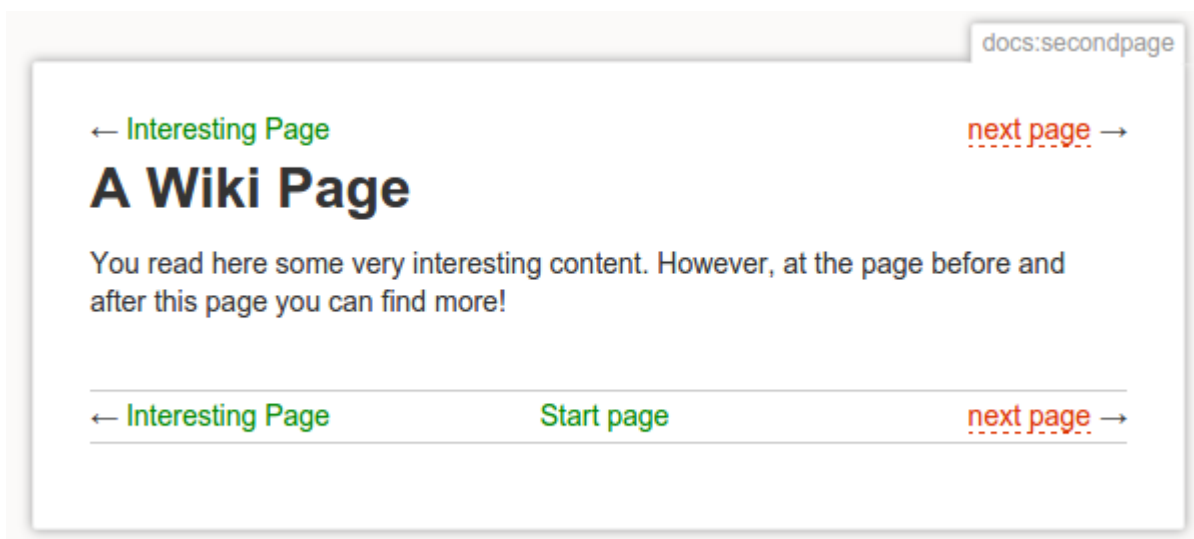 docs:secondpage
← Interesting Page next page →
A Wiki Page
You read here some very interesting content. However, at the page before and
after this page you can find more!
← Interesting Page Start page next page →